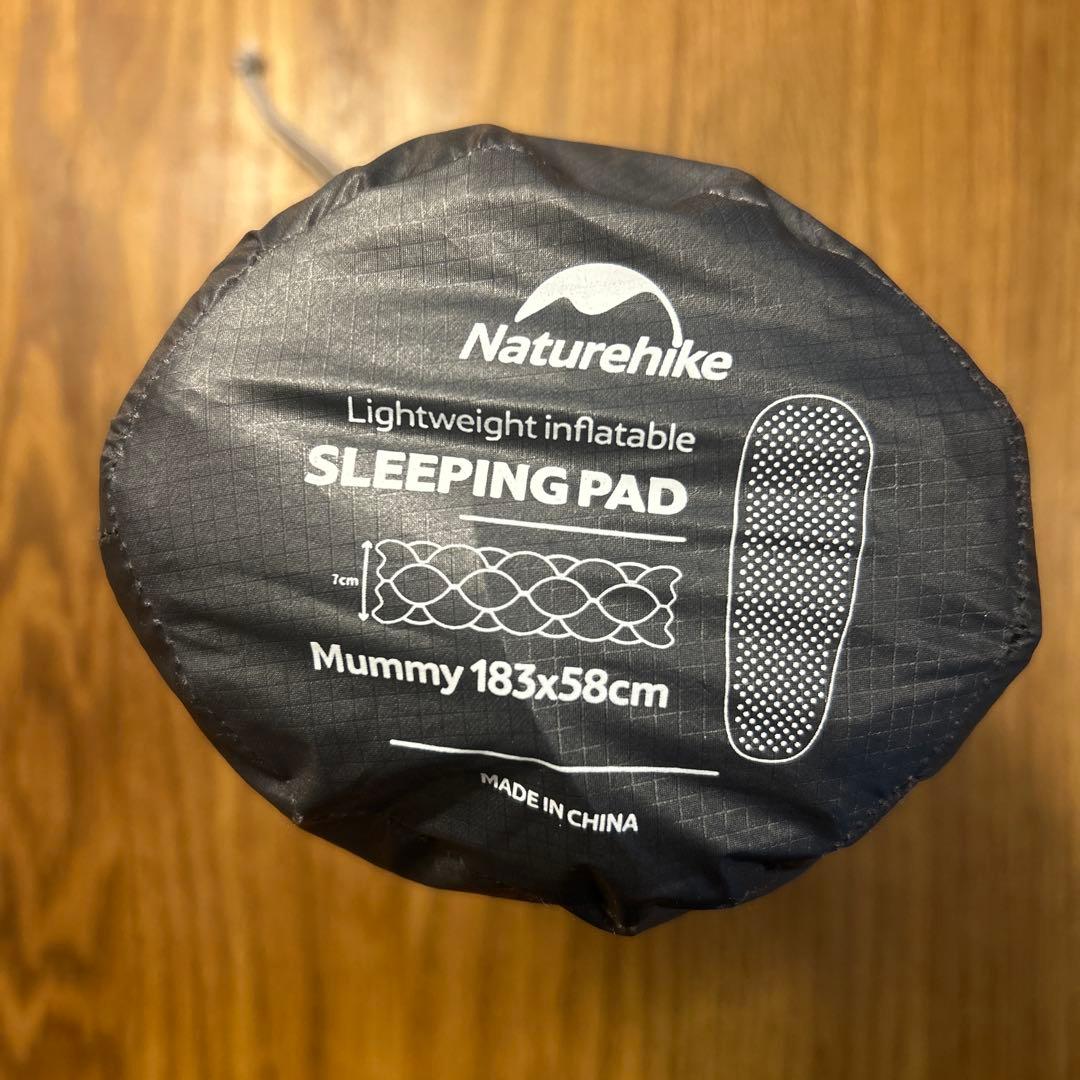 Naturehike
Lightweight inflatable
SLEEPING PAD
7cm
Mummy 183x58cm
MADE IN CHINA